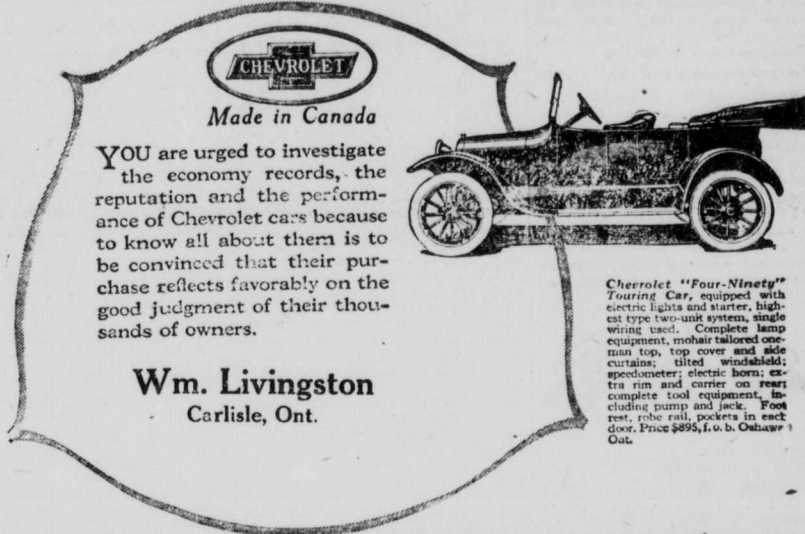 CHEVROLET
Made in Canada
YOU are urged to investigate
the economy records, the
reputation and the perform-
ance of Chevrolet cars because
to know all about them is to
be convinced that their pur-
chase reflects favorably on the
good judgment of their thou-
sands of owners.
Wm. Livingston
Carlisle, Ont.
Chevrolet "Four-Ninety"
Touring Car, equipped with
electric lights and starter, high-
est type two-unit system, single
wiring used. Complete lamp
equipment, mohair tailored one-
man top, top cover and side
curtains; tilted windshield;
speedometer; electric horn; ex-
tra rim and carrier on rear;
complete tool equipment, in-
cluding pump and jack. Foot
rest, robe rail, pockets in each
door. Price $895, f. o. b. Oshawa
Ont.